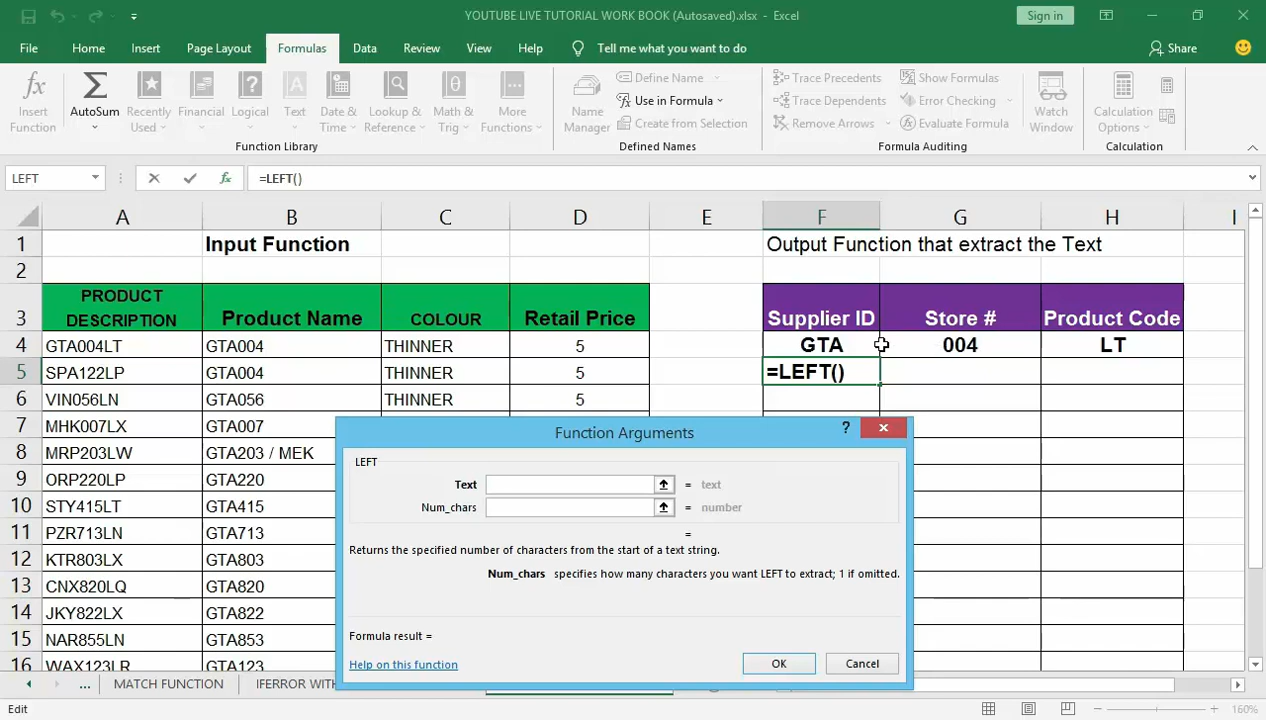 YOUTUBE LIVE TUTORIAL WORK BOOK (Autosaved).xlsx - Excel
Sign in
File Home Insert Page Layout Formulas Data Review View Help Tell me what you want to do Share
Insert Function
AutoSum
Recently Used
Financial
Logical
Text
Date & Time
Lookup & Reference
Math & Trig
More Functions
Function Library
Name Manager
Define Name
Use in Formula
Create from Selection
Defined Names
Trace Precedents
Trace Dependents
Remove Arrows
Show Formulas
Error Checking
Evaluate Formula
Formula Auditing
Watch Window
Calculation Options
Calculation
LEFT fx =LEFT()
A B C D E F G H I
1 Input Function Output Function that extract the Text
2
3 PRODUCT DESCRIPTION Product Name COLOUR Retail Price Supplier ID Store # Product Code
4 GTA004LT GTA004 THINNER 5 GTA 004 LT
5 SPA122LP GTA004 THINNER 5 =LEFT()
6 VIN056LN GTA056 THINNER 5
7 MHK007LX GTA007
8 MRP203LW GTA203 / MEK
9 ORP220LP GTA220
10 STY415LT GTA415
11 PZR713LN GTA713
12 KTR803LX GTA803
13 CNX820LQ GTA820
14 JKY822LX GTA822
15 NAR855LN GTA853
16 WAX123LR GTA123
Function Arguments ?
LEFT
Text = text
Num_chars = number
=
Returns the specified number of characters from the start of a text string.
Num_chars specifies how many characters you want LEFT to extract; 1 if omitted.
Formula result =
Help on this function
OK Cancel
... MATCH FUNCTION IFERROR WITH
Edit 160%